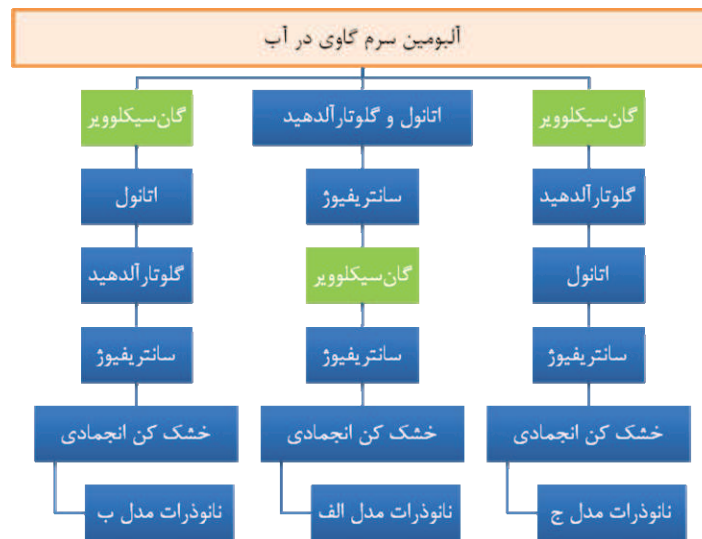 آلبومین سرم گاوی در آب
گان‌سیکلوویر
اتانول و گلوتارآلدهید
گان‌سیکلوویر
گلوتارآلدهید
سانتریفیوژ
اتانول
اتانول
گان‌سیکلوویر
گلوتارآلدهید
سانتریفیوژ
سانتریفیوژ
سانتریفیوژ
خشک کن انجمادی
خشک کن انجمادی
خشک کن انجمادی
نانوذرات مدل ج
نانوذرات مدل الف
نانوذرات مدل ب